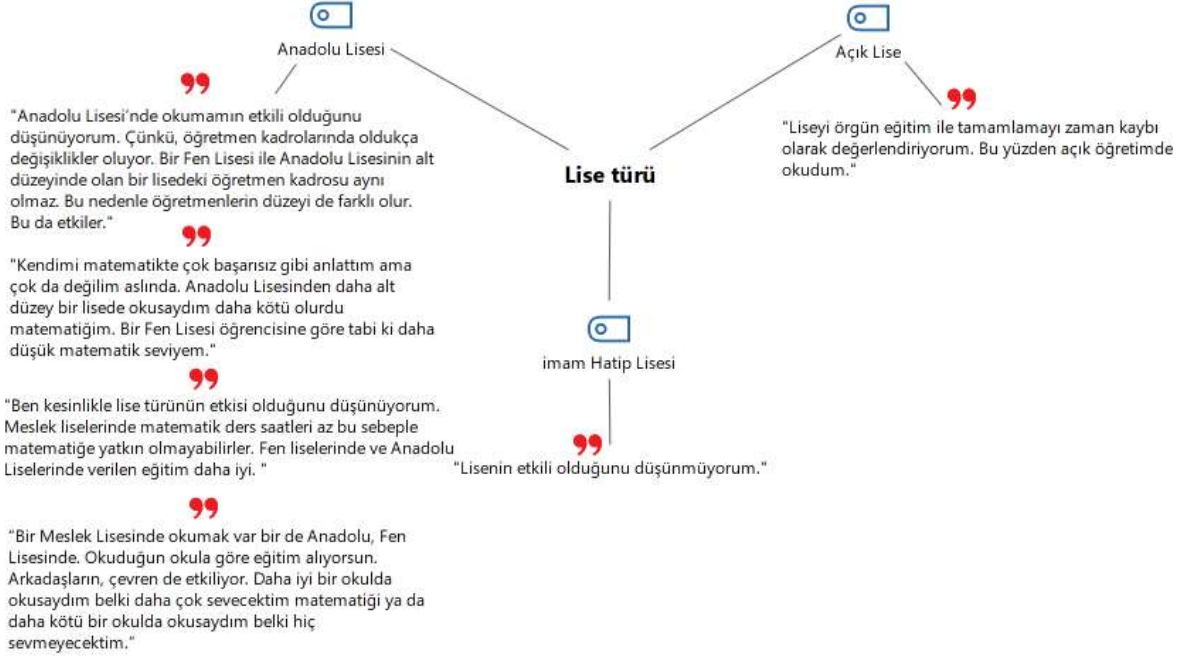 Anadolu Lisesi
"Anadolu Lisesi'nde okumamın etkili olduğunu
düşünüyorum. Çünkü, öğretmen kadrolarında oldukça
değişiklikler oluyor. Bir Fen Lisesi ile Anadolu Lisesinin alt
düzeyinde olan bir lisedeki öğretmen kadrosu aynı
olmaz. Bu nedenle öğretmenlerin düzeyi de farklı olur.
Bu da etkiler."
"Kendimi matematikte çok başarısız gibi anlattım ama
çok da değilim aslında. Anadolu Lisesinden daha alt
düzey bir lisede okusaydım daha kötü olurdu
matematiğim. Bir Fen Lisesi öğrencisine göre tabi ki daha
düşük matematik seviyem."
"Ben kesinlikle lise türünün etkisi olduğunu düşünüyorum.
Meslek liselerinde matematik ders saatleri az bu sebeple
matematiğe yatkın olmayabilirler. Fen liselerinde ve Anadolu
Liselerinde verilen eğitim daha iyi. "
"Bir Meslek Lisesinde okumak var bir de Anadolu, Fen
Lisesinde. Okuduğun okula göre eğitim alıyorsun.
Arkadaşların, çevren de etkiliyor. Daha iyi bir okulda
okusaydım belki daha çok sevecektim matematiği ya da
daha kötü bir okulda okusaydım belki hiç
sevmeyecektim."
Lise türü
imam Hatip Lisesi
"Lisenin etkili olduğunu düşünmüyorum."
Açık Lise
"Liseyi örgün eğitim ile tamamlamayı zaman kaybı
olarak değerlendiriyorum. Bu yüzden açık öğretimde
okudum."